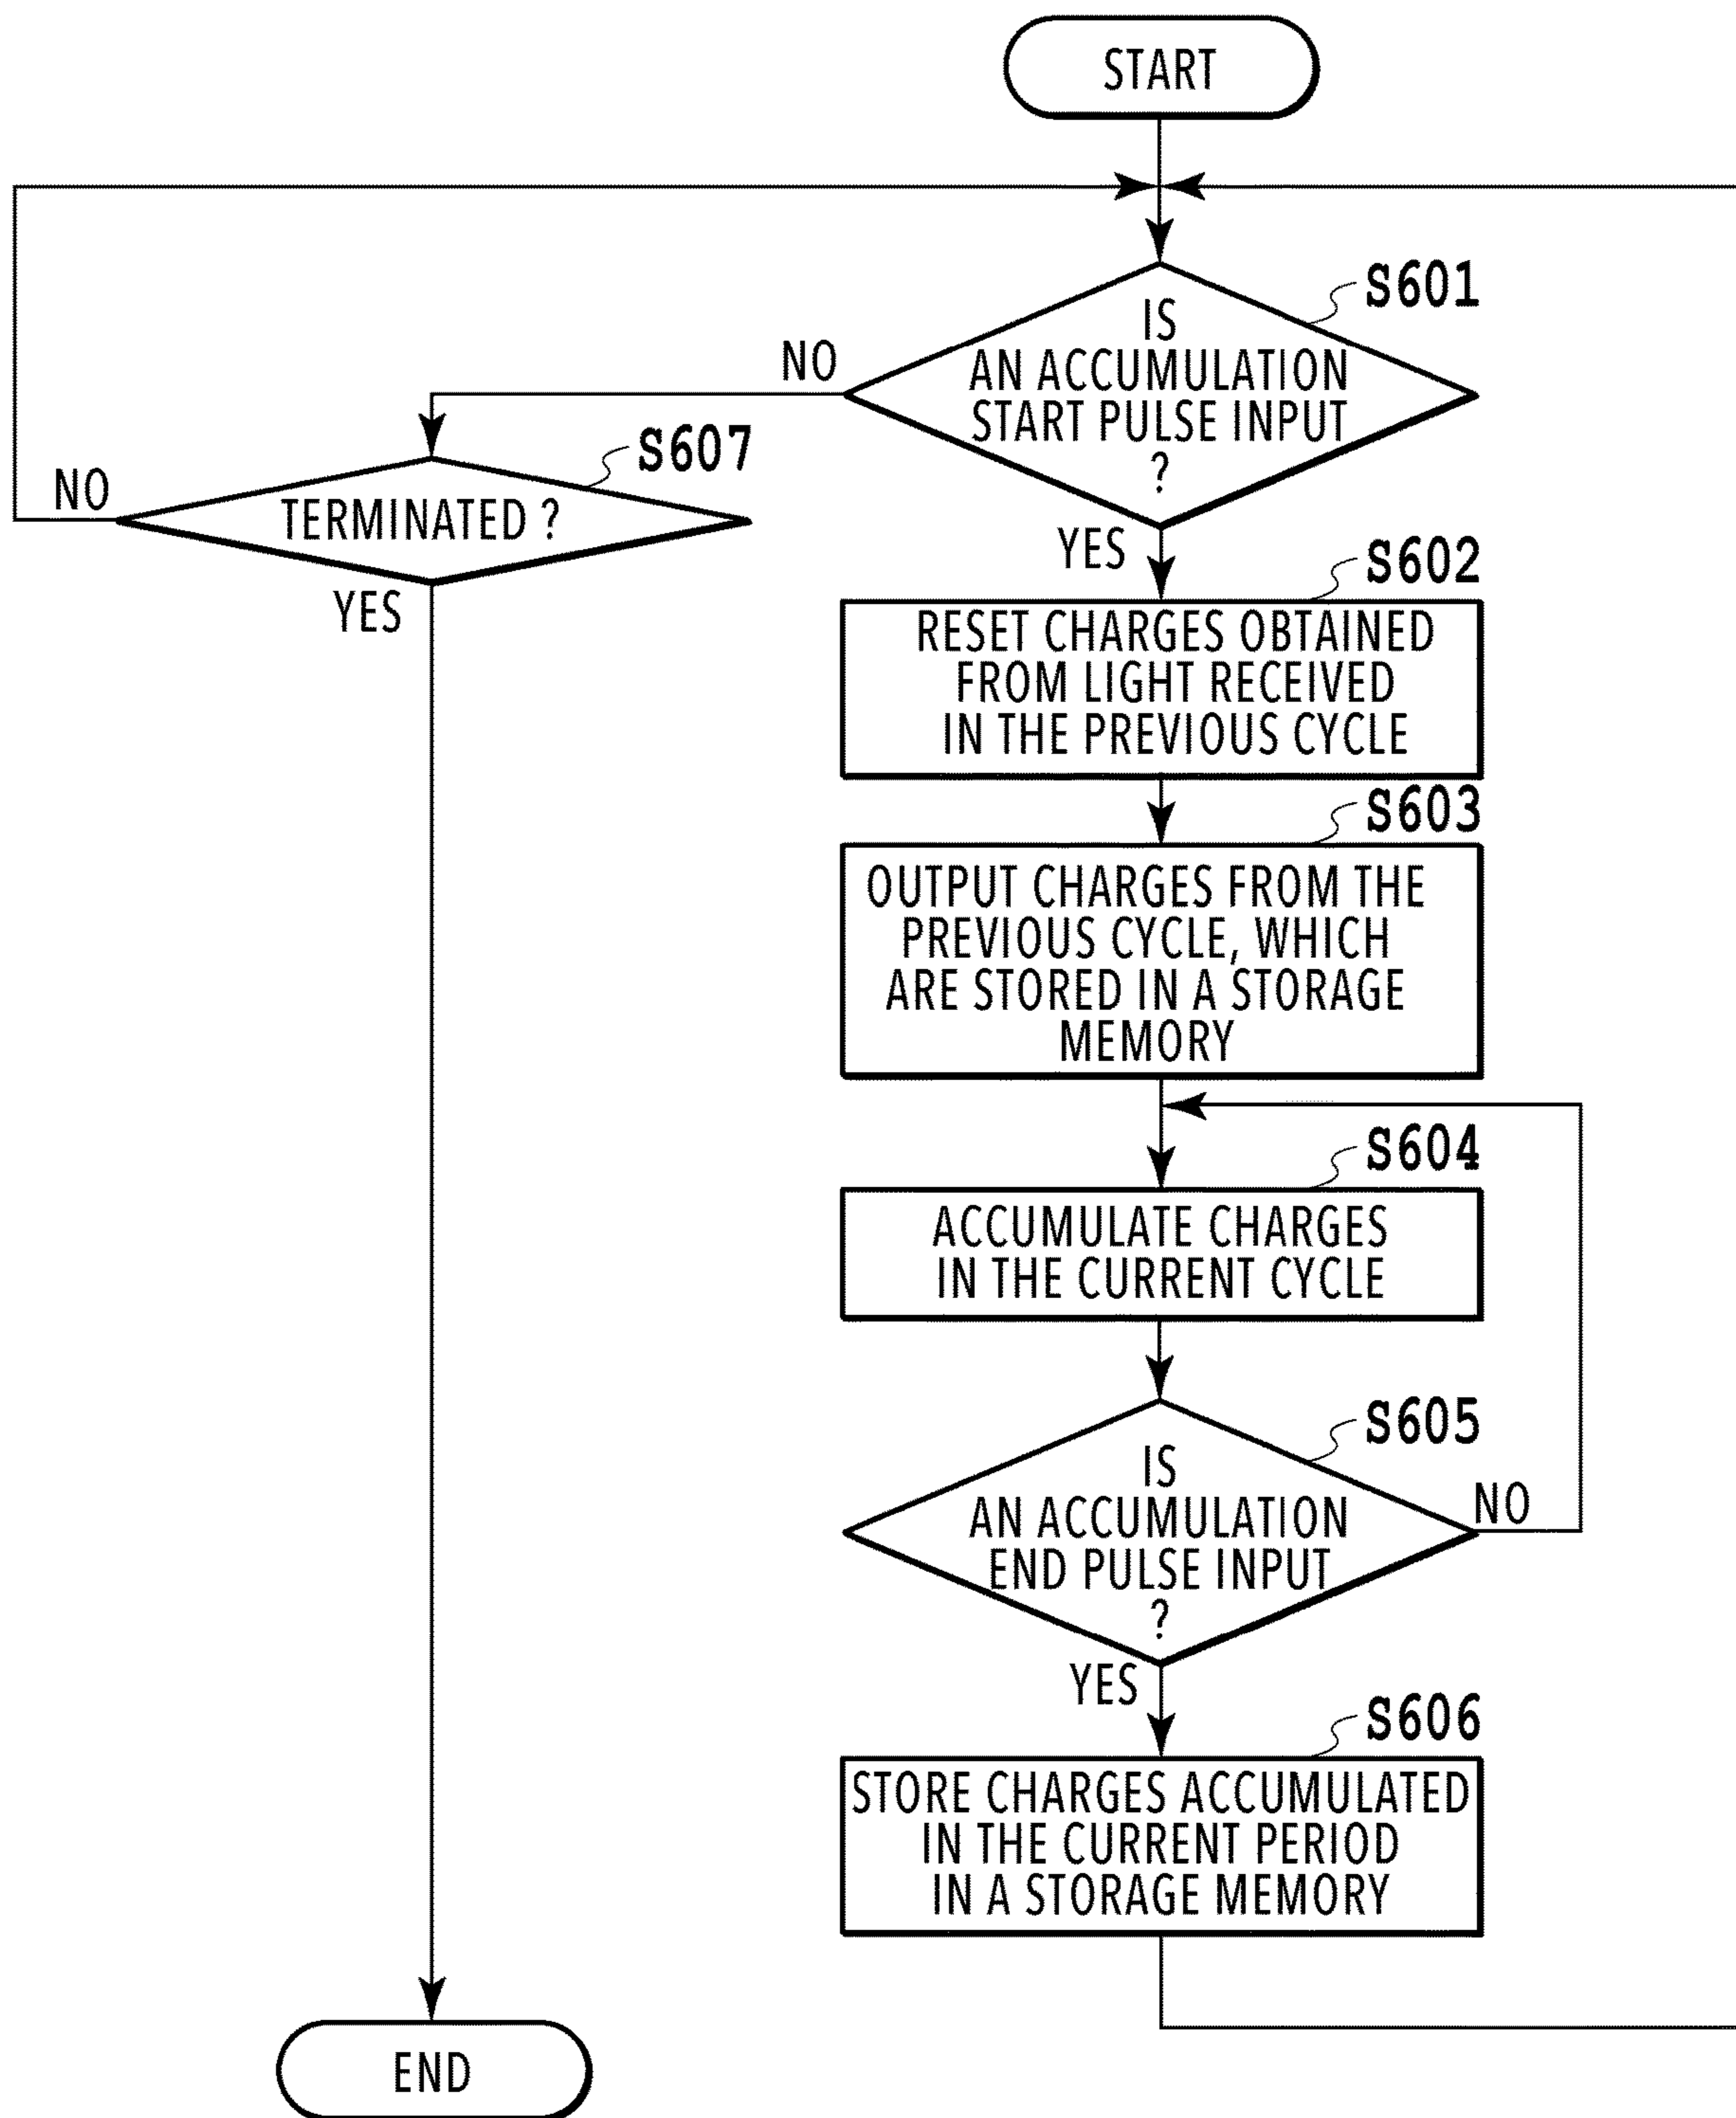 START
S601
IS
AN ACCUMULATION
START PULSE INPUT
?
NO
YES
S607
TERMINATED ?
NO
YES
S602
RESET CHARGES OBTAINED
FROM LIGHT RECEIVED
IN THE PREVIOUS CYCLE
S603
OUTPUT CHARGES FROM THE
PREVIOUS CYCLE, WHICH
ARE STORED IN A STORAGE
MEMORY
S604
ACCUMULATE CHARGES
IN THE CURRENT CYCLE
S605
IS
AN ACCUMULATION
END PULSE INPUT
?
NO
YES
S606
STORE CHARGES ACCUMULATED
IN THE CURRENT PERIOD
IN A STORAGE MEMORY
END